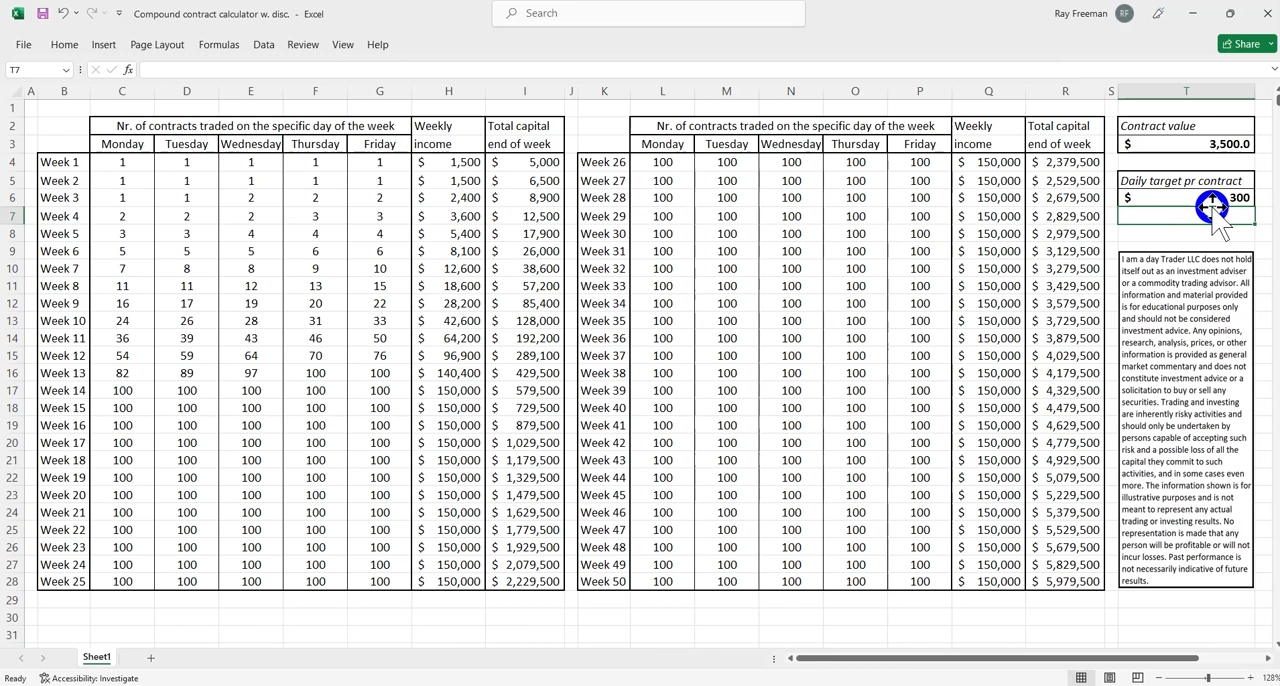 Compound contract calculator w. disc. - Excel
Search
Ray Freeman RF
File Home Insert Page Layout Formulas Data Review View Help Share
T7 fx
A B C D E F G H I J K L M N O P Q R S T
1
2 Nr. of contracts traded on the specific day of the week Weekly Total capital Nr. of contracts traded on the specific day of the week Weekly Total capital Contract value
3 Monday Tuesday Wednesday Thursday Friday income end of week Monday Tuesday Wednesday Thursday Friday income end of week $ 3,500.0
4 Week 1 1 1 1 1 1 $ 1,500 $ 5,000 Week 26 100 100 100 100 100 $ 150,000 $ 2,379,500
5 Week 2 1 1 1 1 1 $ 1,500 $ 6,500 Week 27 100 100 100 100 100 $ 150,000 $ 2,529,500 Daily target pr contract
6 Week 3 1 1 2 2 2 $ 2,400 $ 8,900 Week 28 100 100 100 100 100 $ 150,000 $ 2,679,500 $ 300
7 Week 4 2 2 2 3 3 $ 3,600 $ 12,500 Week 29 100 100 100 100 100 $ 150,000 $ 2,829,500
8 Week 5 3 3 4 4 4 $ 5,400 $ 17,900 Week 30 100 100 100 100 100 $ 150,000 $ 2,979,500
9 Week 6 5 5 5 6 6 $ 8,100 $ 26,000 Week 31 100 100 100 100 100 $ 150,000 $ 3,129,500
10 Week 7 7 8 8 9 10 $ 12,600 $ 38,600 Week 32 100 100 100 100 100 $ 150,000 $ 3,279,500
11 Week 8 11 11 12 13 15 $ 18,600 $ 57,200 Week 33 100 100 100 100 100 $ 150,000 $ 3,429,500
12 Week 9 16 17 19 20 22 $ 28,200 $ 85,400 Week 34 100 100 100 100 100 $ 150,000 $ 3,579,500
13 Week 10 24 26 28 31 33 $ 42,600 $ 128,000 Week 35 100 100 100 100 100 $ 150,000 $ 3,729,500
14 Week 11 36 39 43 46 50 $ 64,200 $ 192,200 Week 36 100 100 100 100 100 $ 150,000 $ 3,879,500
15 Week 12 54 59 64 70 76 $ 96,900 $ 289,100 Week 37 100 100 100 100 100 $ 150,000 $ 4,029,500
16 Week 13 82 89 97 100 100 $ 140,400 $ 429,500 Week 38 100 100 100 100 100 $ 150,000 $ 4,179,500
17 Week 14 100 100 100 100 100 $ 150,000 $ 579,500 Week 39 100 100 100 100 100 $ 150,000 $ 4,329,500
18 Week 15 100 100 100 100 100 $ 150,000 $ 729,500 Week 40 100 100 100 100 100 $ 150,000 $ 4,479,500
19 Week 16 100 100 100 100 100 $ 150,000 $ 879,500 Week 41 100 100 100 100 100 $ 150,000 $ 4,629,500
20 Week 17 100 100 100 100 100 $ 150,000 $ 1,029,500 Week 42 100 100 100 100 100 $ 150,000 $ 4,779,500
21 Week 18 100 100 100 100 100 $ 150,000 $ 1,179,500 Week 43 100 100 100 100 100 $ 150,000 $ 4,929,500
22 Week 19 100 100 100 100 100 $ 150,000 $ 1,329,500 Week 44 100 100 100 100 100 $ 150,000 $ 5,079,500
23 Week 20 100 100 100 100 100 $ 150,000 $ 1,479,500 Week 45 100 100 100 100 100 $ 150,000 $ 5,229,500
24 Week 21 100 100 100 100 100 $ 150,000 $ 1,629,500 Week 46 100 100 100 100 100 $ 150,000 $ 5,379,500
25 Week 22 100 100 100 100 100 $ 150,000 $ 1,779,500 Week 47 100 100 100 100 100 $ 150,000 $ 5,529,500
26 Week 23 100 100 100 100 100 $ 150,000 $ 1,929,500 Week 48 100 100 100 100 100 $ 150,000 $ 5,679,500
27 Week 24 100 100 100 100 100 $ 150,000 $ 2,079,500 Week 49 100 100 100 100 100 $ 150,000 $ 5,829,500
28 Week 25 100 100 100 100 100 $ 150,000 $ 2,229,500 Week 50 100 100 100 100 100 $ 150,000 $ 5,979,500
29
30
31
I am a day Trader LLC does not hold
itself out as an investment adviser
or a commodity trading advisor. All
information and material provided
is for educational purposes only
and should not be considered
investment advice. Any opinions,
research, analysis, prices, or other
information is provided as general
market commentary and does not
constitute investment advice or a
solicitation to buy or sell any
securities. Trading and investing
are inherently risky activities and
should only be undertaken by
persons capable of accepting such
risk and a possible loss of all the
capital they commit to such
activities, and in some cases even
more. The information shown is for
illustrative purposes and is not
meant to represent any actual
trading or investing results. No
representation is made that any
person will be profitable or will not
incur losses. Past performance is
not necessarily indicative of future
results.
Sheet1
Ready Accessibility: Investigate 128%